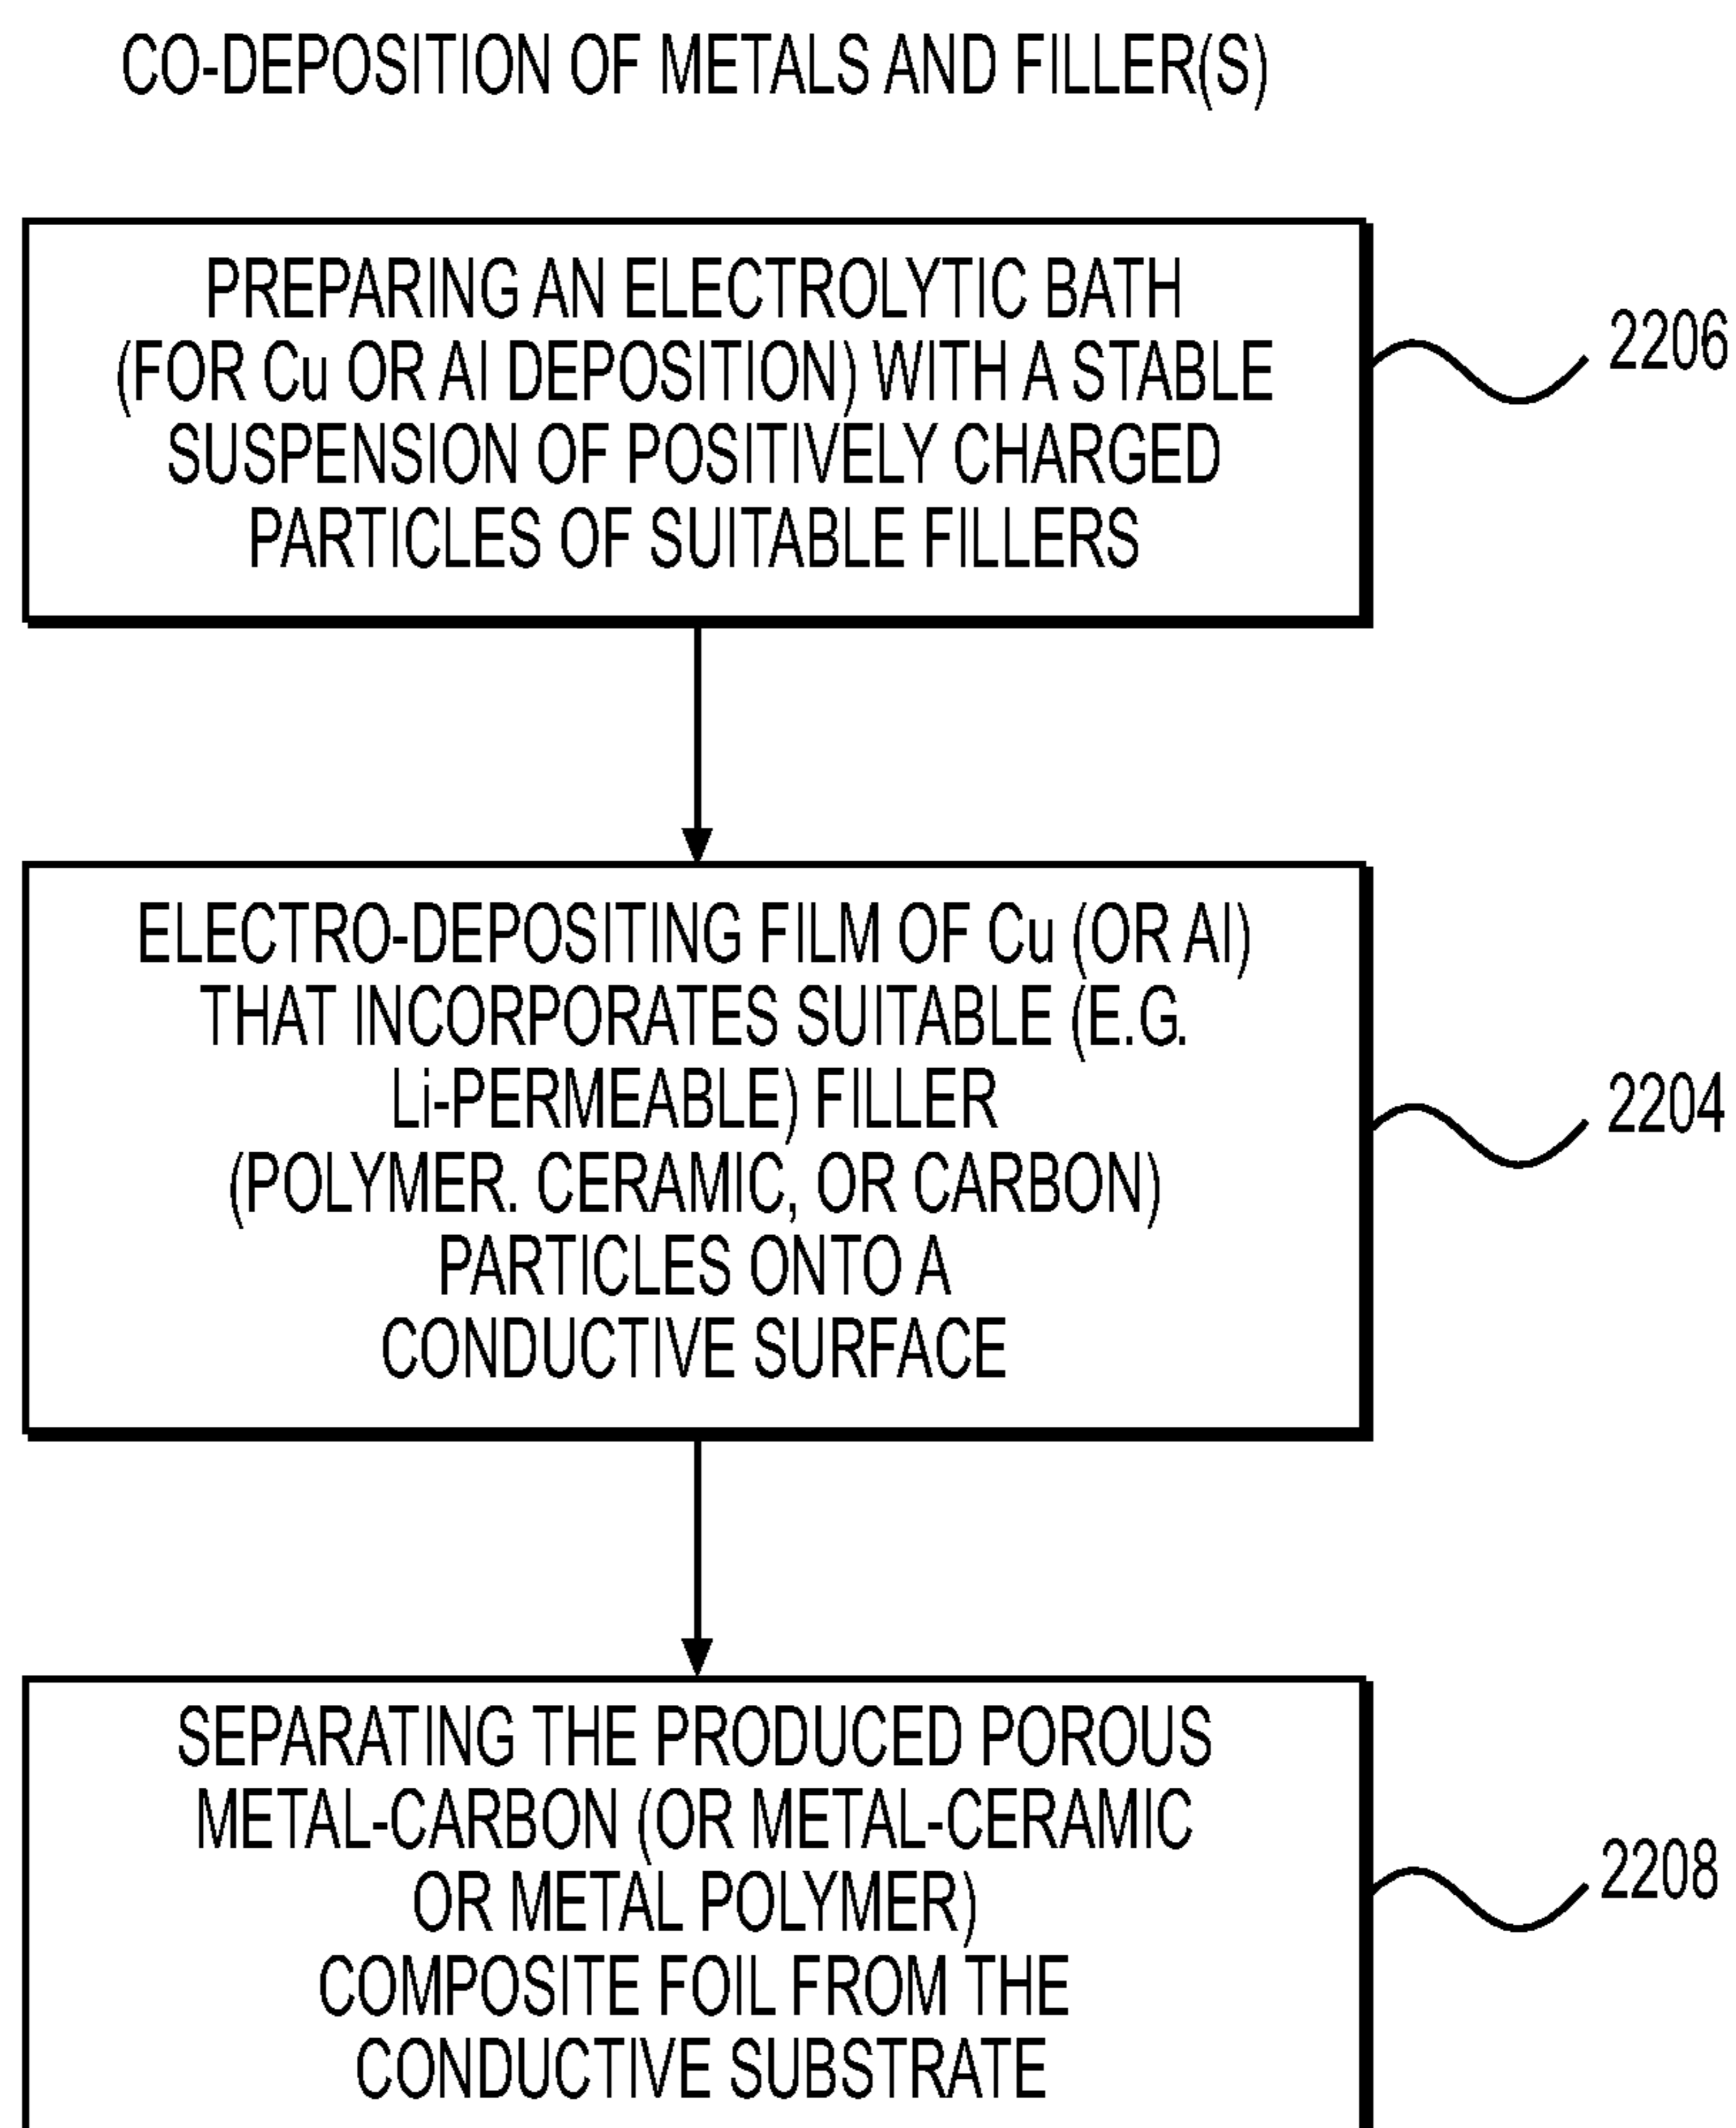 CO-DEPOSITION OF METALS AND FILLER(S)
PREPARING AN ELECTROLYTIC BATH
(FOR Cu OR Al DEPOSITION) WITH A STABLE
SUSPENSION OF POSITIVELY CHARGED
PARTICLES OF SUITABLE FILLERS
2206
ELECTRO-DEPOSITING FILM OF Cu (OR Al)
THAT INCORPORATES SUITABLE (E.G.
Li-PERMEABLE) FILLER
(POLYMER. CERAMIC, OR CARBON)
PARTICLES ONTO A
CONDUCTIVE SURFACE
2204
SEPARATING THE PRODUCED POROUS
METAL-CARBON (OR METAL-CERAMIC
OR METAL POLYMER)
COMPOSITE FOIL FROM THE
CONDUCTIVE SUBSTRATE
2208